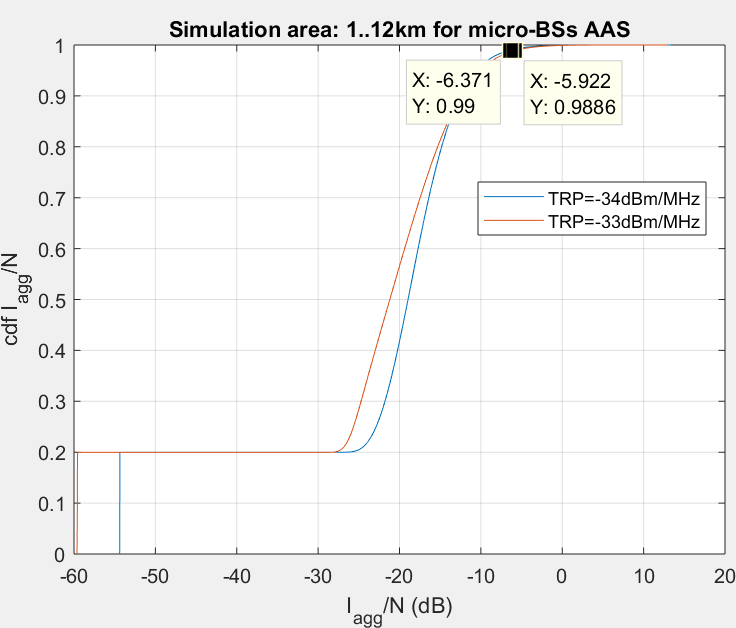 Simulation area: 1..12km for micro-BSs AAS
1
0.9
0.8
0.7
0.6
0.5
0.4
0.3
0.2
0.1
0
cdf I_agg/N
X: -6.371
Y: 0.99
X: -5.922
Y: 0.9886
TRP=-34dBm/MHz
TRP=-33dBm/MHz
-60 -50 -40 -30 -20 -10 0 10 20
I_agg/N (dB)